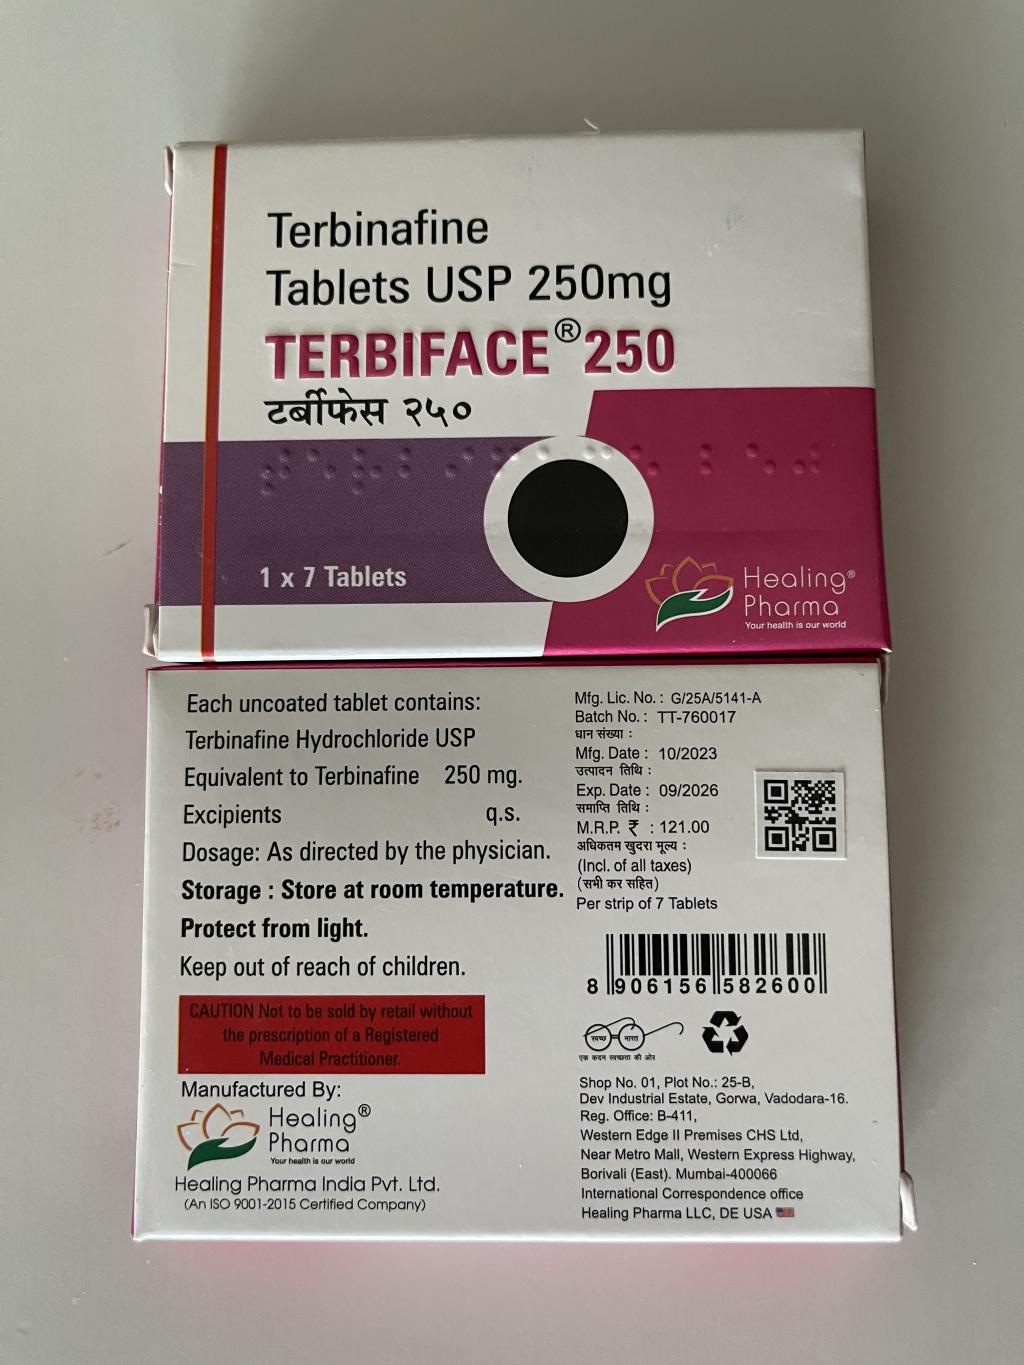 Terbinafine
Tablets USP 250mg
TERBIFACE® 250
टर्बीफेस २५०
1 x 7 Tablets
Healing®
Pharma
Your health is our world
Each uncoated tablet contains:
Terbinafine Hydrochloride USP
Equivalent to Terbinafine 250 mg.
Excipients q.s.
Dosage: As directed by the physician.
Storage : Store at room temperature.
Protect from light.
Keep out of reach of children.
CAUTION Not to be sold by retail without
the prescription of a Registered
Medical Practitioner.
Manufactured By:
Healing®
Pharma
Your health is our world
Healing Pharma India Pvt. Ltd.
(An ISO 9001-2015 Certified Company)
Mfg. Lic. No. : G/25A/5141-A
Batch No. : TT-760017
धान संख्या :
Mfg. Date : 10/2023
उत्पादन तिथि :
Exp. Date : 09/2026
समाप्ति तिथि :
M.R.P. ₹ : 121.00
अधिकतम खुदरा मूल्य :
(Incl. of all taxes)
(सभी कर सहित)
Per strip of 7 Tablets
8 906156 582600
स्वच्छ भारत
एक कदम स्वच्छता की ओर
Shop No. 01, Plot No.: 25-B,
Dev Industrial Estate, Gorwa, Vadodara-16.
Reg. Office: B-411,
Western Edge II Premises CHS Ltd,
Near Metro Mall, Western Express Highway,
Borivali (East). Mumbai-400066
International Correspondence office
Healing Pharma LLC, DE USA